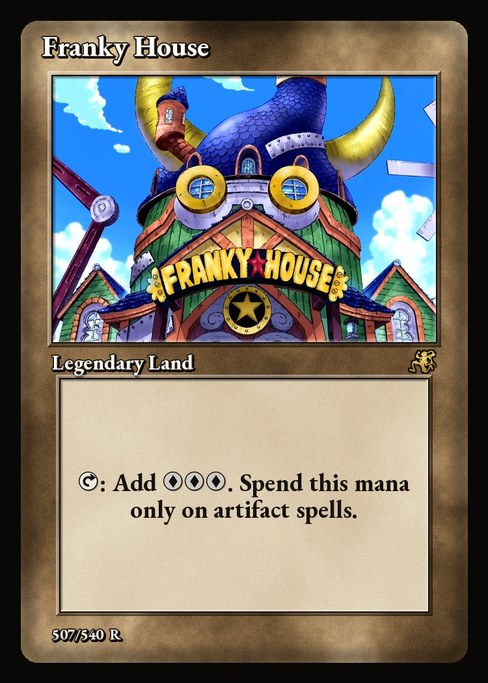 Franky House
FRANKY★HOUSE
Legendary Land
: Add ◇◇◇. Spend this mana
only on artifact spells.
507/540 R